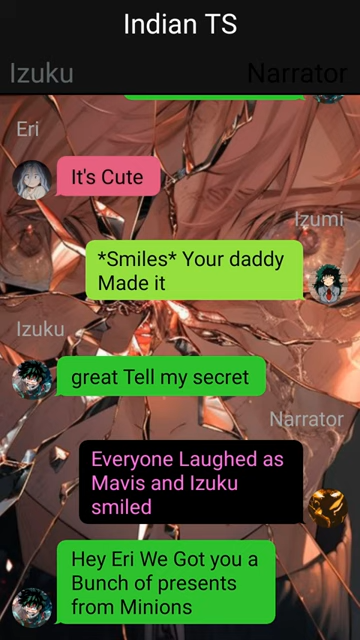 Indian TS
Izuku
Narrator
Eri
It's Cute
Izumi
*Smiles* Your daddy
Made it
Izuku
great Tell my secret
Narrator
Everyone Laughed as
Mavis and Izuku
smiled
Hey Eri We Got you a
Bunch of presents
from Minions